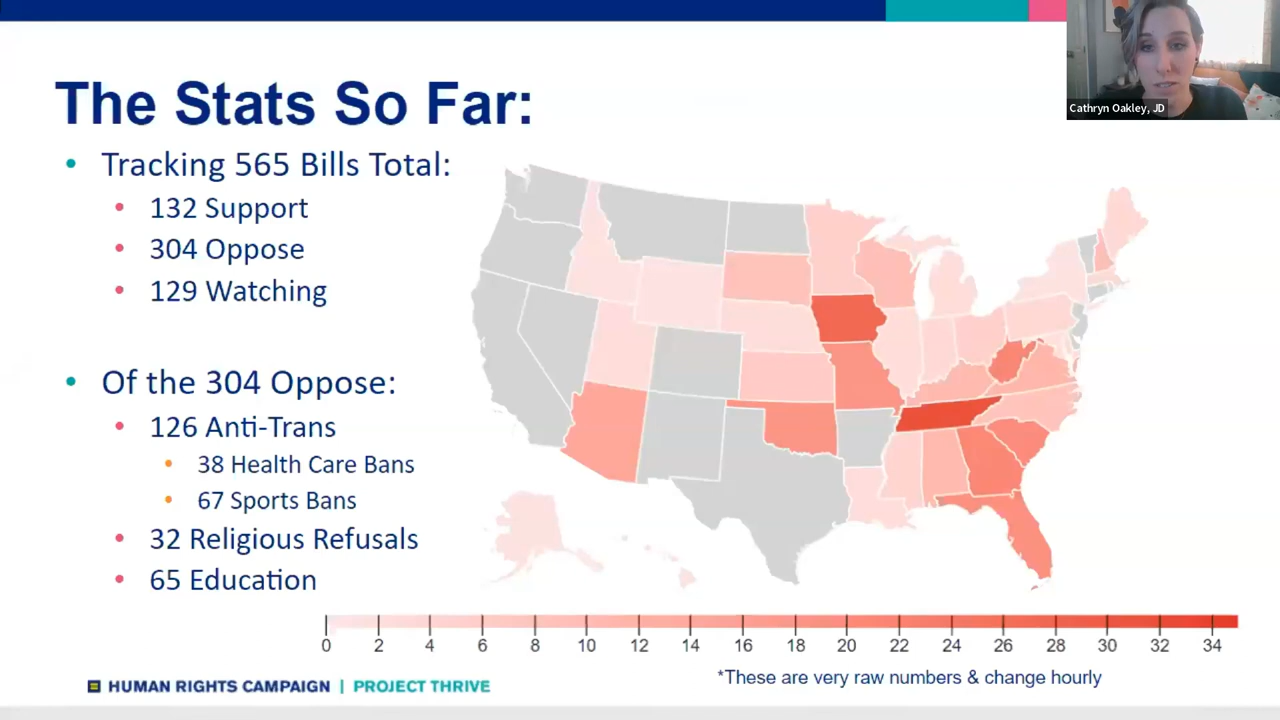 Cathryn Oakley, JD
The Stats So Far:
• Tracking 565 Bills Total:
• 132 Support
• 304 Oppose
• 129 Watching
• Of the 304 Oppose:
• 126 Anti-Trans
• 38 Health Care Bans
• 67 Sports Bans
• 32 Religious Refusals
• 65 Education
0 2 4 6 8 10 12 14 16 18 20 22 24 26 28 30 32 34
*These are very raw numbers & change hourly
HUMAN RIGHTS CAMPAIGN | PROJECT THRIVE